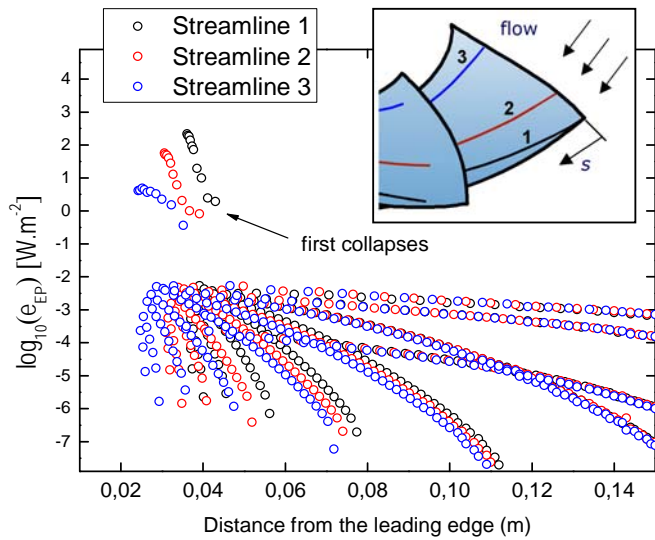 Streamline 1
Streamline 2
Streamline 3
flow
3
2
1
s
first collapses
log₁₀(e_EP) [W.m⁻²]
4
3
2
1
0
-1
-2
-3
-4
-5
-6
-7
0,02 0,04 0,06 0,08 0,10 0,12 0,14
Distance from the leading edge (m)